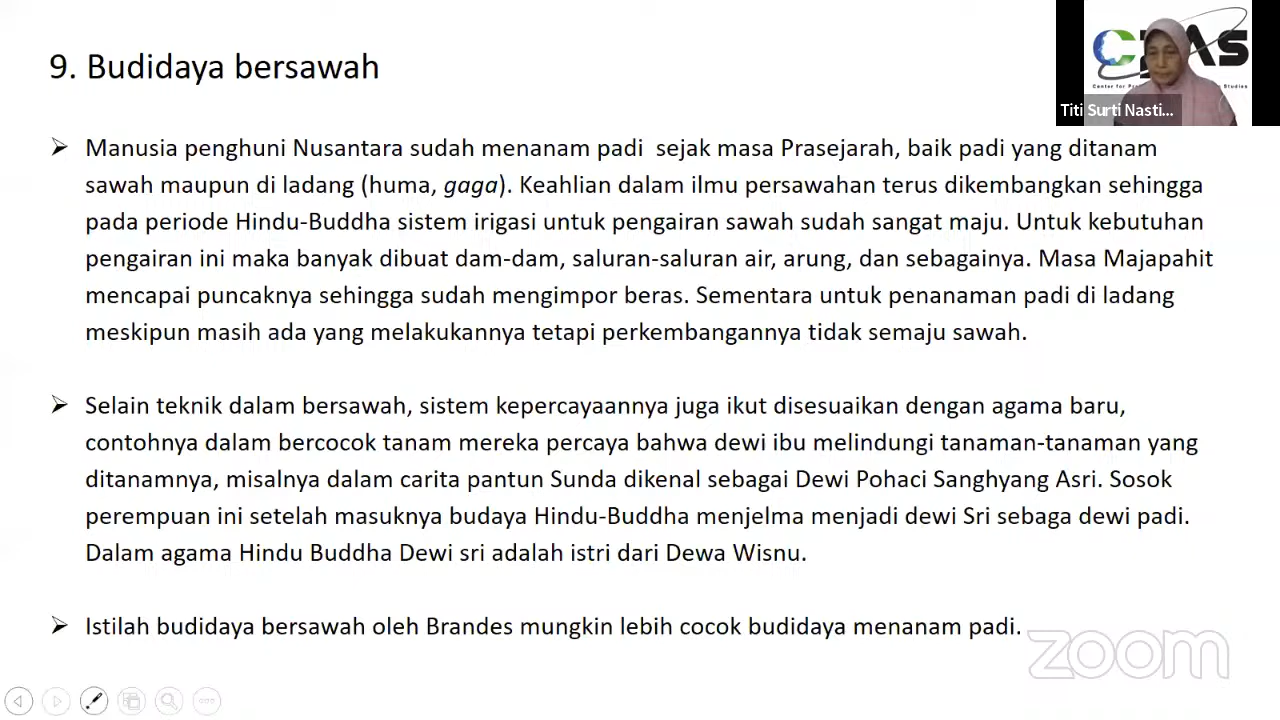 9. Budidaya bersawah
Titi Surti Nasti...
➢ Manusia penghuni Nusantara sudah menanam padi  sejak masa Prasejarah, baik padi yang ditanam
sawah maupun di ladang (huma, gaga). Keahlian dalam ilmu persawahan terus dikembangkan sehingga
pada periode Hindu-Buddha sistem irigasi untuk pengairan sawah sudah sangat maju. Untuk kebutuhan
pengairan ini maka banyak dibuat dam-dam, saluran-saluran air, arung, dan sebagainya. Masa Majapahit
mencapai puncaknya sehingga sudah mengimpor beras. Sementara untuk penanaman padi di ladang
meskipun masih ada yang melakukannya tetapi perkembangannya tidak semaju sawah.
➢ Selain teknik dalam bersawah, sistem kepercayaannya juga ikut disesuaikan dengan agama baru,
contohnya dalam bercocok tanam mereka percaya bahwa dewi ibu melindungi tanaman-tanaman yang
ditanamnya, misalnya dalam carita pantun Sunda dikenal sebagai Dewi Pohaci Sanghyang Asri. Sosok
perempuan ini setelah masuknya budaya Hindu-Buddha menjelma menjadi dewi Sri sebaga dewi padi.
Dalam agama Hindu Buddha Dewi sri adalah istri dari Dewa Wisnu.
➢ Istilah budidaya bersawah oleh Brandes mungkin lebih cocok budidaya menanam padi.
zoom